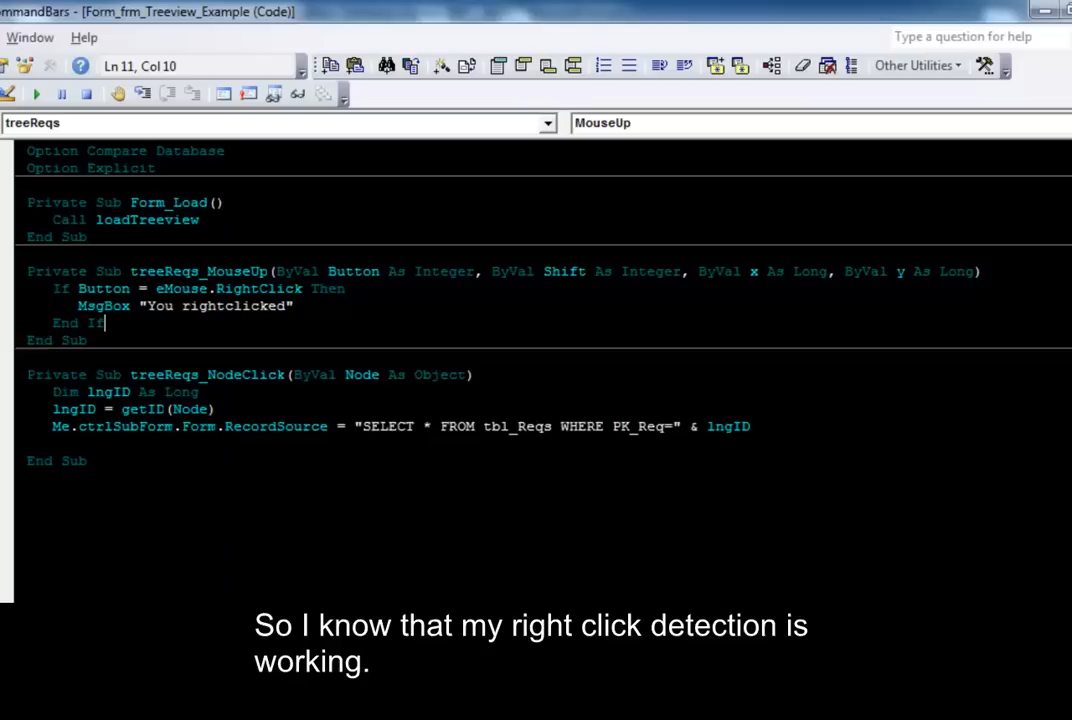 ommandBars - [Form_frm_Treeview_Example (Code)]
Window Help Type a question for help
Ln 11, Col 10 Other Utilities
treeReqs MouseUp
Option Compare Database
Option Explicit
Private Sub Form_Load()
Call loadTreeview
End Sub
Private Sub treeReqs_MouseUp(ByVal Button As Integer, ByVal Shift As Integer, ByVal x As Long, ByVal y As Long)
If Button = eMouse.RightClick Then
MsgBox "You rightclicked"
End If
End Sub
Private Sub treeReqs_NodeClick(ByVal Node As Object)
Dim lngID As Long
lngID = getID(Node)
Me.ctrlSubForm.Form.RecordSource = "SELECT * FROM tbl_Reqs WHERE PK_Req=" & lngID
End Sub
So I know that my right click detection is
working.